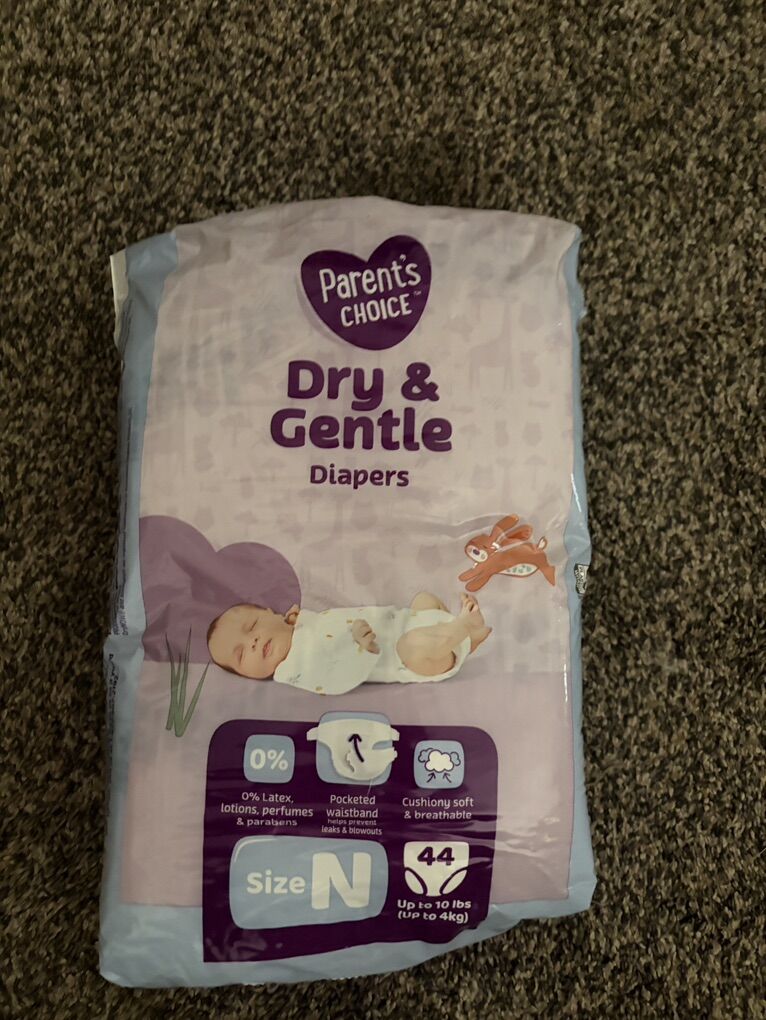 Parent's
CHOICE™
Dry &
Gentle
Diapers
0%
0% Latex,
lotions, perfumes
& parabens
Pocketed
waistband
helps prevent
leaks & blowouts
Cushiony soft
& breathable
Size N
44
Up to 10 lbs
(Up to 4kg)